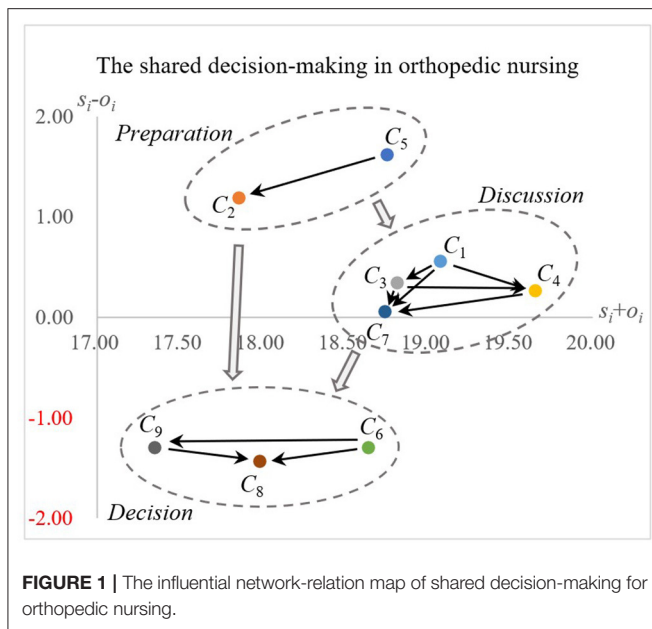 The shared decision-making in orthopedic nursing
sᵢ-oᵢ
2.00
Preparation
C₅
C₂
1.00
Discussion
C₁
C₃
C₄
0.00
C₇
sᵢ+oᵢ
17.00 17.50 18.00 18.50 19.00 19.50 20.00
-1.00
C₉
C₆
C₈
Decision
-2.00
FIGURE 1 | The influential network-relation map of shared decision-making for
orthopedic nursing.